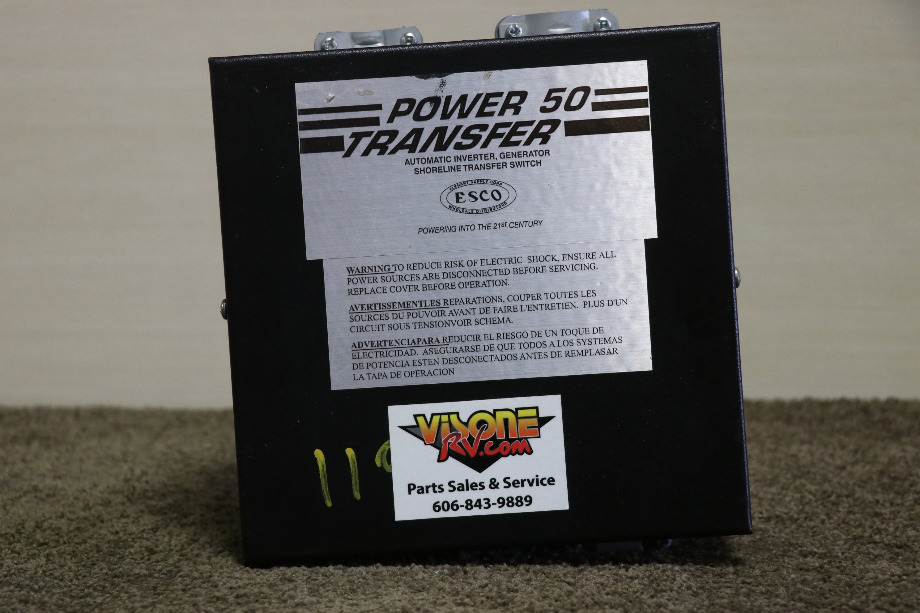 POWER 50
TRANSFER
AUTOMATIC INVERTER, GENERATOR
SHORELINE TRANSFER SWITCH
ESCO
POWERING INTO THE 21st CENTURY
WARNING TO REDUCE RISK OF ELECTRIC SHOCK, ENSURE ALL
POWER SOURCES ARE DISCONNECTED BEFORE SERVICING.
REPLACE COVER BEFORE OPERATION.
AVERTISSEMENTLES REPARATIONS, COUPER TOUTES LES
SOURCES DU POUVOIR AVANT DE FAIRE L'ENTRETIEN. PLUS D'UN
CIRCUIT SOUS TENSIONVOIR SCHEMA.
ADVERTENCIAPARA REDUCIR EL RIESGO DE UN TOQUE DE
ELECTRICIDAD. ASEGURARSE DE QUE TODOS A LOS SYSTEMAS
DE POTENCIA ESTEN DESCONECTADOS ANTES DE REMPLASAR
LA TAPA DE OPERACION
110
VISONE
RV.com
Parts Sales & Service
606-843-9889